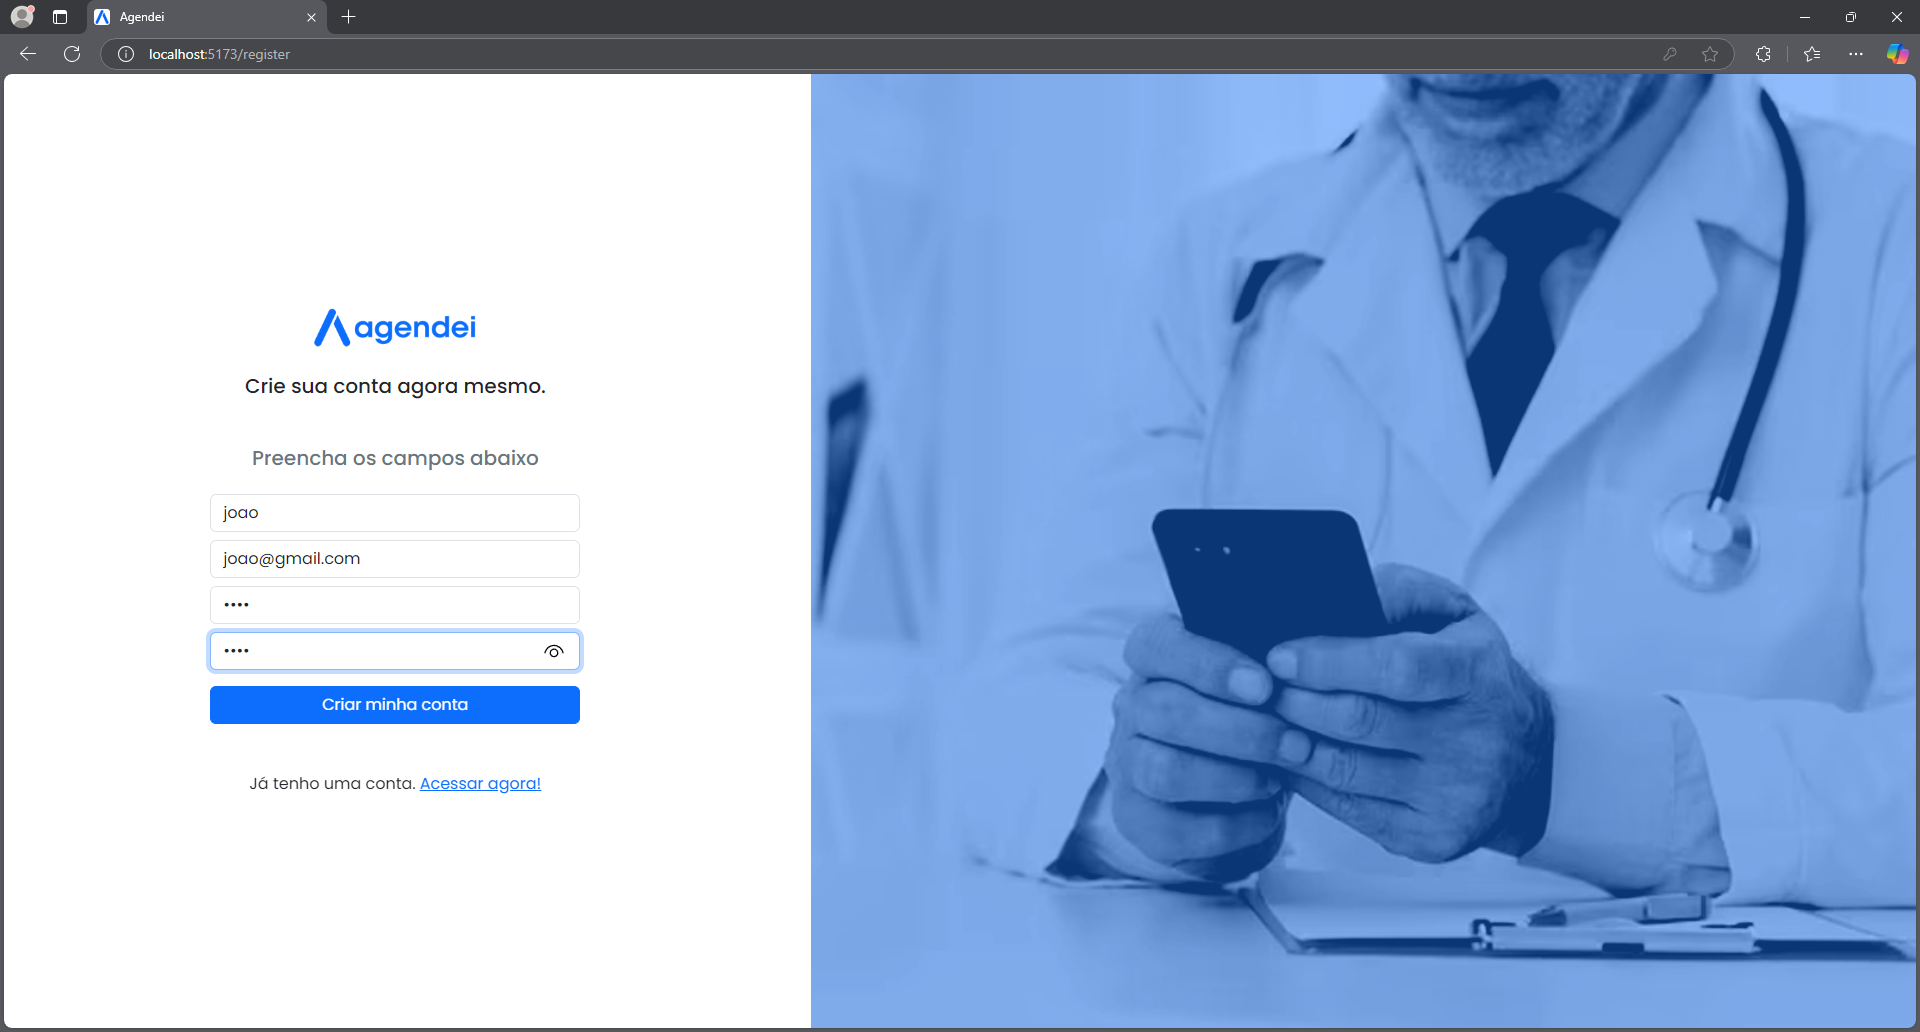 Agendei
localhost:5173/register
agendei
Crie sua conta agora mesmo.
Preencha os campos abaixo
joao
joao@gmail.com
••••
••••
Criar minha conta
Já tenho uma conta. Acessar agora!